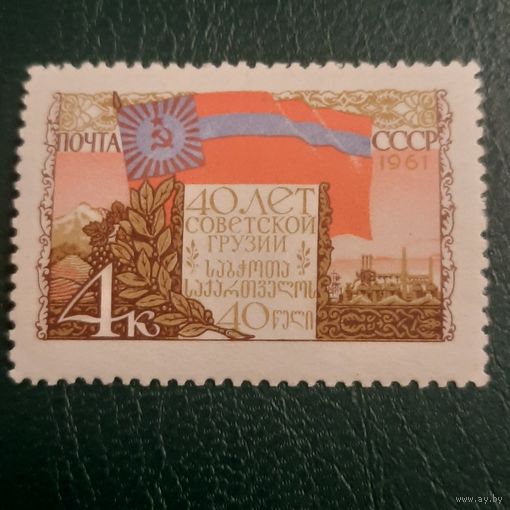 ПОЧТА СССР
1961
40 ЛЕТ
СОВЕТСКОЙ
ГРУЗИИ
საბჭოთა
საქართველოს
40 წელი
4к
www.ay.by